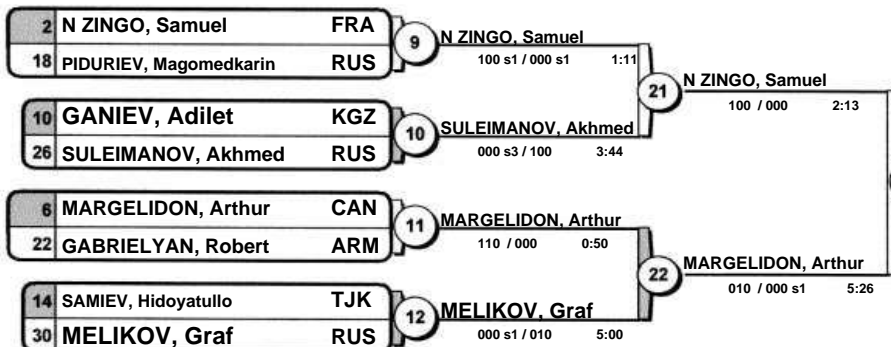 2 N ZINGO, Samuel FRA
18 PIDURIEV, Magomedkarin RUS
9
N ZINGO, Samuel
100 s1 / 000 s1 1:11
10 GANIEV, Adilet KGZ
26 SULEIMANOV, Akhmed RUS
10
SULEIMANOV, Akhmed
000 s3 / 100 3:44
21
N ZINGO, Samuel
100 / 000 2:13
6 MARGELIDON, Arthur CAN
22 GABRIELYAN, Robert ARM
11
MARGELIDON, Arthur
110 / 000 0:50
14 SAMIEV, Hidoyatullo TJK
30 MELIKOV, Graf RUS
12
MELIKOV, Graf
000 s1 / 010 5:00
22
MARGELIDON, Arthur
010 / 000 s1 5:26